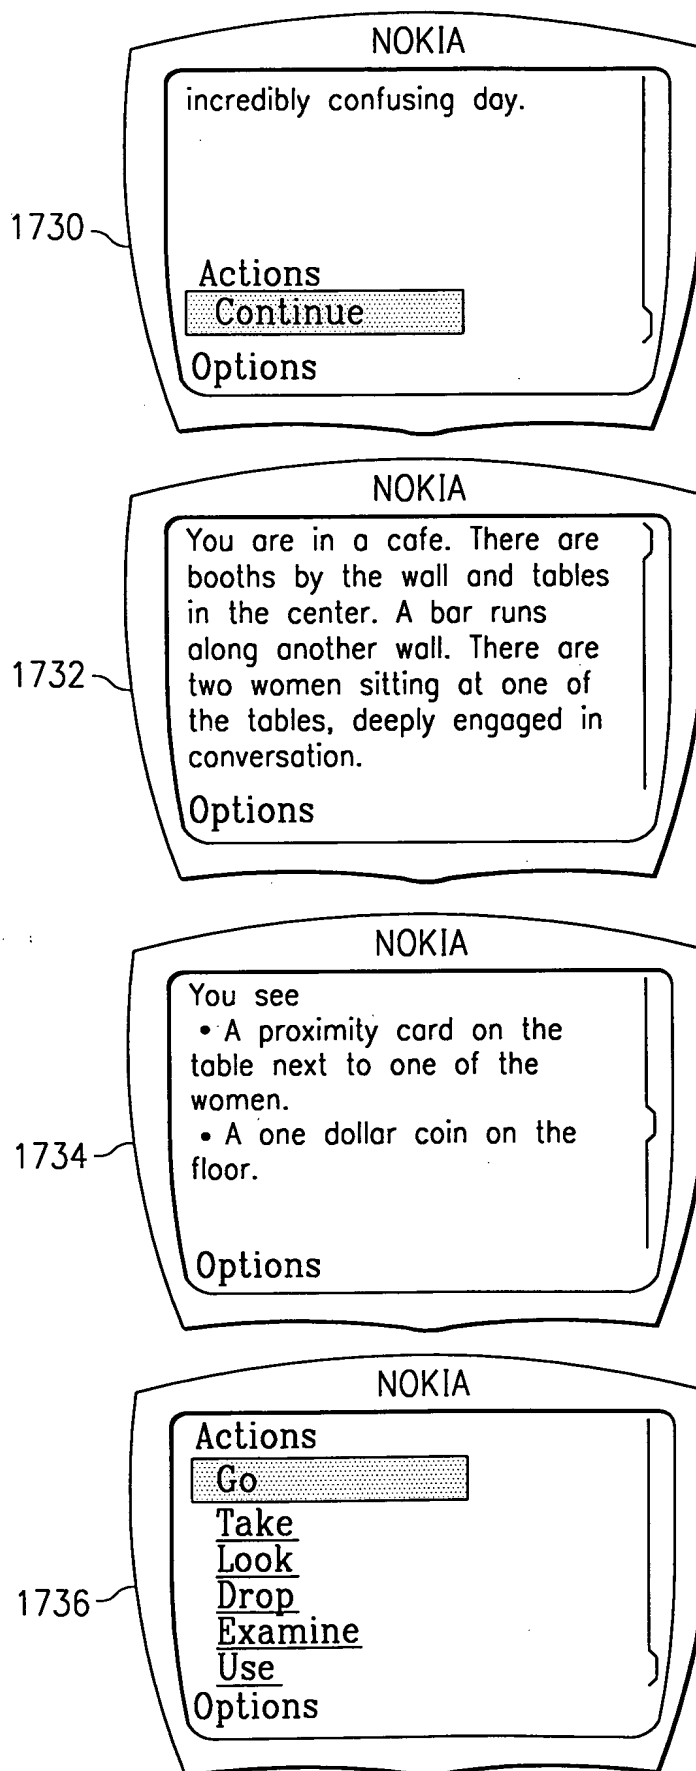 NOKIA
incredibly confusing day.
1730
Actions
Continue
Options
NOKIA
You are in a cafe. There are
booths by the wall and tables
in the center. A bar runs
along another wall. There are
1732
two women sitting at one of
the tables, deeply engaged in
conversation.
Options
NOKIA
You see
• A proximity card on the
table next to one of the
women.
• A one dollar coin on the
1734
floor.
Options
NOKIA
Actions
Go
Take
Look
Drop
1736
Examine
Use
Options